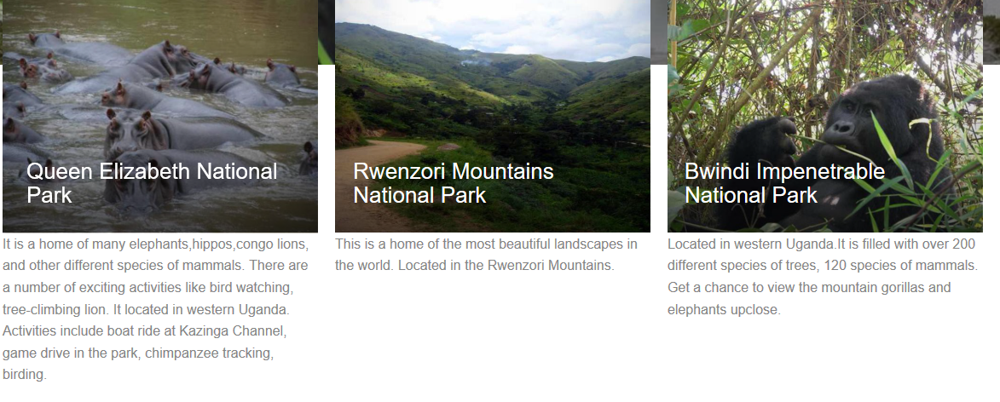 Queen Elizabeth National
Park
It is a home of many elephants,hippos,congo lions,
and other different species of mammals. There are
a number of exciting activities like bird watching,
tree-climbing lion. It located in western Uganda.
Activities include boat ride at Kazinga Channel,
game drive in the park, chimpanzee tracking,
birding.
Rwenzori Mountains
National Park
This is a home of the most beautiful landscapes in
the world. Located in the Rwenzori Mountains.
Bwindi Impenetrable
National Park
Located in western Uganda.It is filled with over 200
different species of trees, 120 species of mammals.
Get a chance to view the mountain gorillas and
elephants upclose.